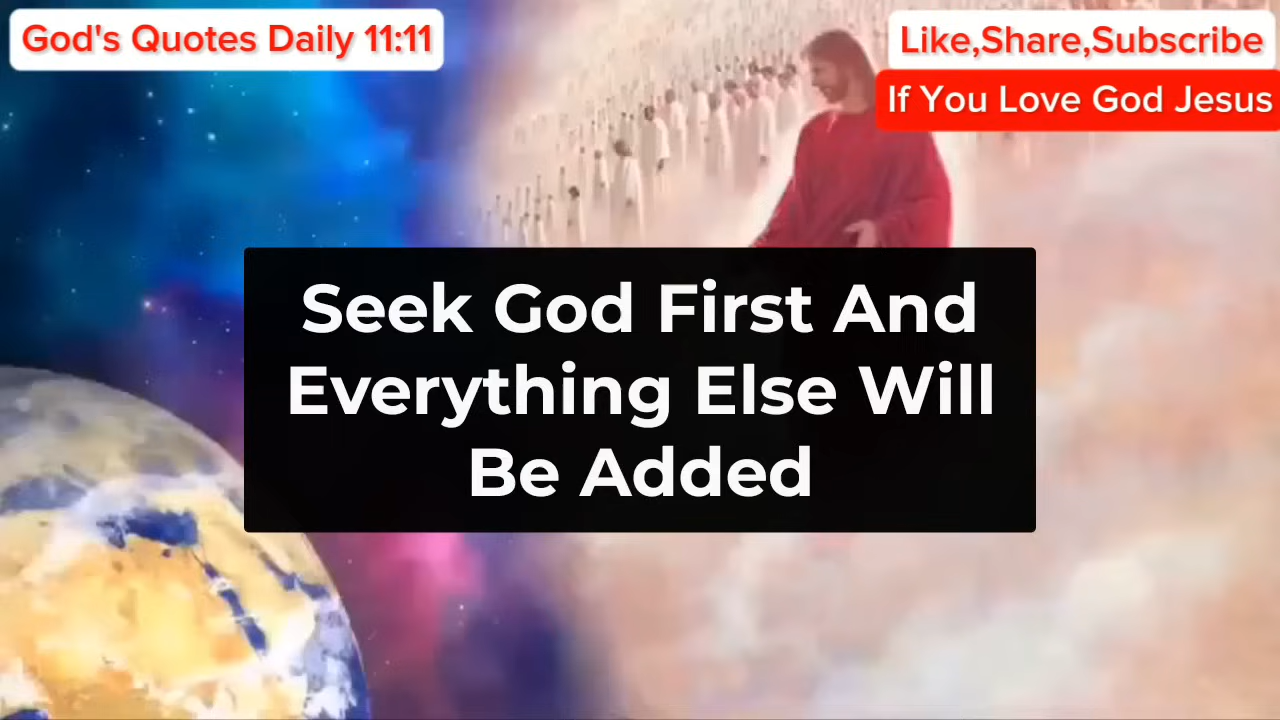 God's Quotes Daily 11:11
Like,Share,Subscribe
If You Love God Jesus
Seek God First And
Everything Else Will
Be Added